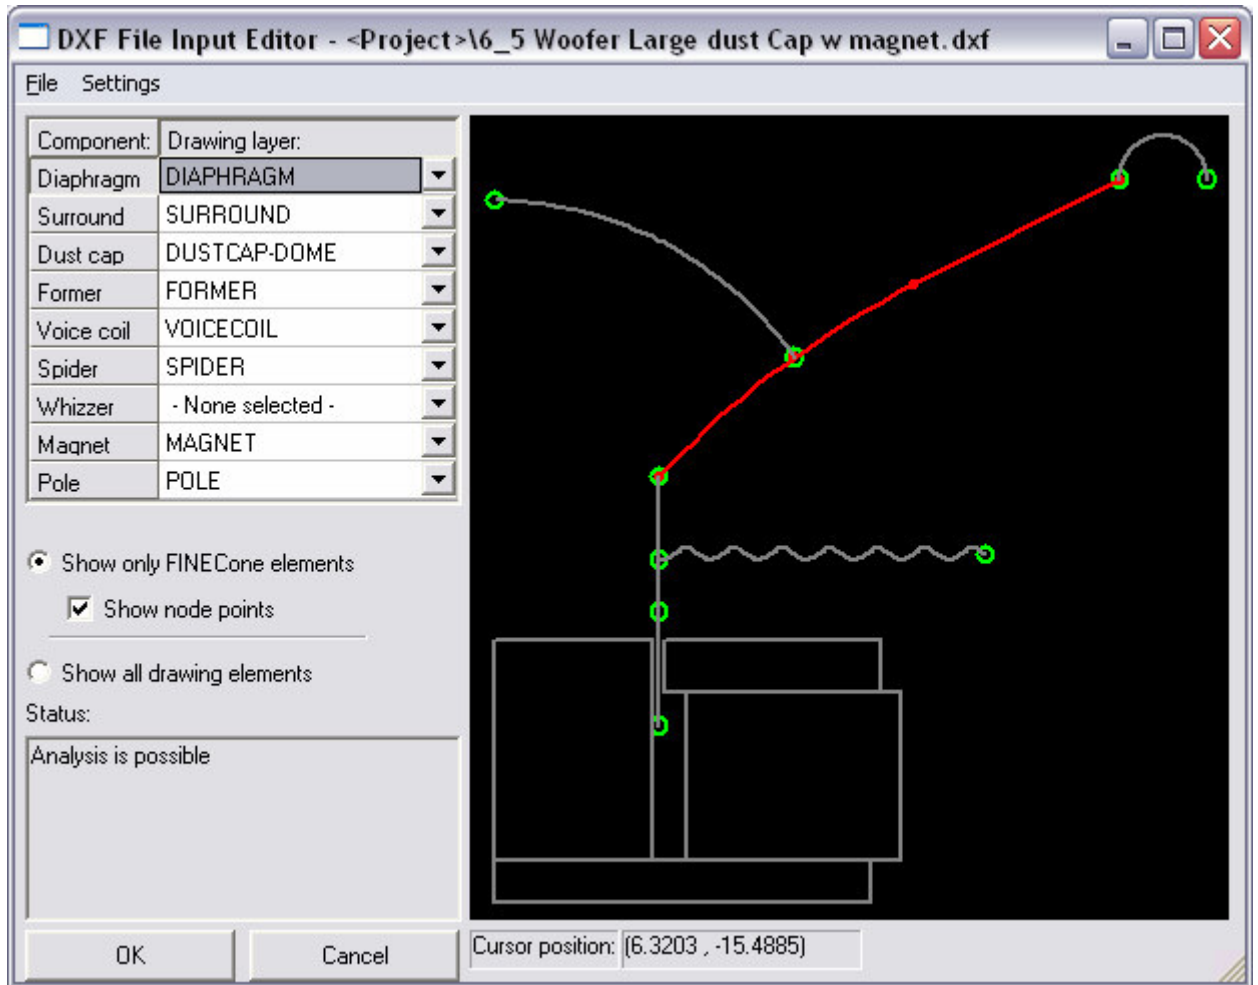 DXF File Input Editor - <Project>\6_5 Woofer Large dust Cap w magnet.dxf
File Settings
Component: Drawing layer:
Diaphragm DIAPHRAGM
Surround SURROUND
Dust cap DUSTCAP-DOME
Former FORMER
Voice coil VOICECOIL
Spider SPIDER
Whizzer - None selected -
Magnet MAGNET
Pole POLE
Show only FINECone elements
Show node points
Show all drawing elements
Status:
Analysis is possible
OK Cancel Cursor position: (6.3203 , -15.4885)